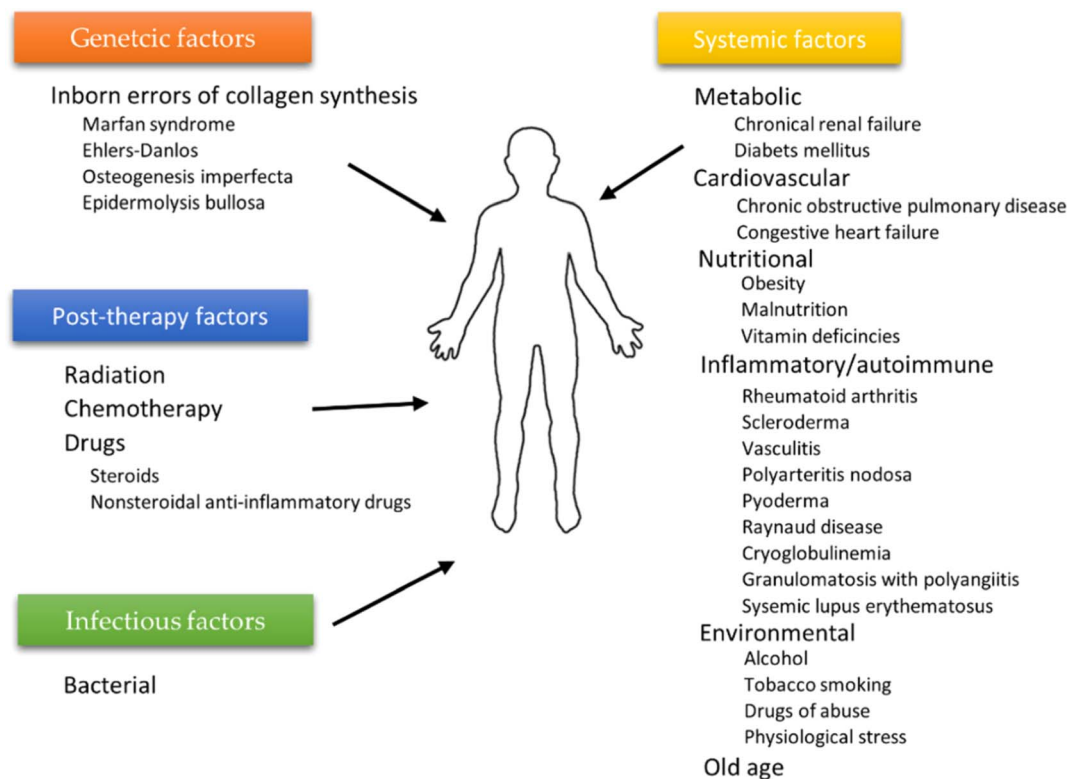 Genetcic factors
Inborn errors of collagen synthesis
Marfan syndrome
Ehlers-Danlos
Osteogenesis imperfecta
Epidermolysis bullosa
Post-therapy factors
Radiation
Chemotherapy
Drugs
Steroids
Nonsteroidal anti-inflammatory drugs
Infectious factors
Bacterial
Systemic factors
Metabolic
Chronical renal failure
Diabets mellitus
Cardiovascular
Chronic obstructive pulmonary disease
Congestive heart failure
Nutritional
Obesity
Malnutrition
Vitamin deficincies
Inflammatory/autoimmune
Rheumatoid arthritis
Scleroderma
Vasculitis
Polyarteritis nodosa
Pyoderma
Raynaud disease
Cryoglobulinemia
Granulomatosis with polyangiitis
Sysemic lupus erythematosus
Environmental
Alcohol
Tobacco smoking
Drugs of abuse
Physiological stress
Old age